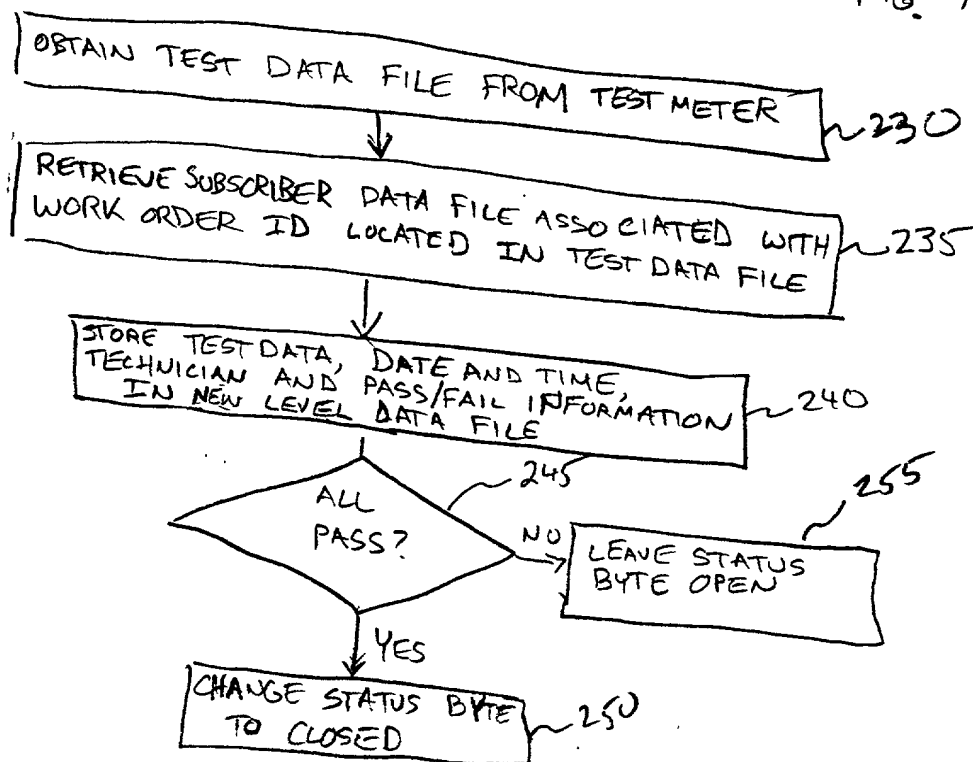 FIG.
OBTAIN TEST DATA FILE FROM TEST METER
230
RETRIEVE SUBSCRIBER DATA FILE ASSOCIATED WITH
WORK ORDER ID LOCATED IN TEST DATA FILE
235
STORE TEST DATA, DATE AND TIME,
TECHNICIAN AND PASS/FAIL INFORMATION
IN NEW LEVEL DATA FILE
240
245
ALL
PASS?
NO
255
LEAVE STATUS
BYTE OPEN
YES
CHANGE STATUS BYTE
TO CLOSED
250